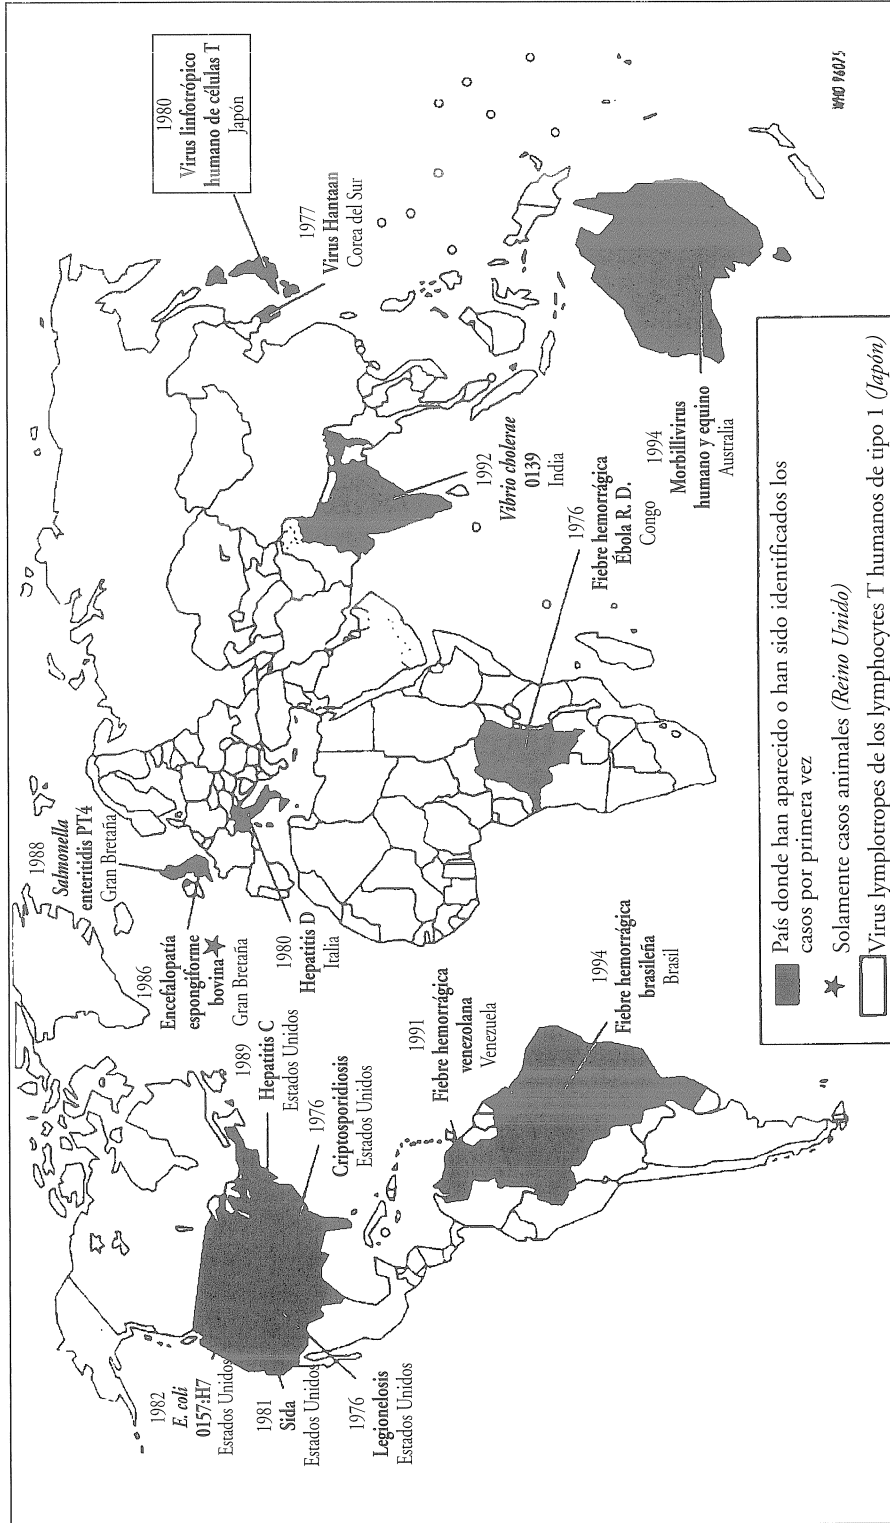 1982
E. coli
0157:H7
Estados Unidos
1981
Sida
Estados Unidos
1976
Legionelosis
Estados Unidos
1989
Hepatitis C
Estados Unidos
1976
Criptosporidiosis
Estados Unidos
1991
Fiebre hemorrágica
venezolana
Venezuela
1994
Fiebre hemorrágica
brasileña
Brasil
1988
Salmonella
enteritidis PT4
Gran Bretaña
1986
Encefalopatía
espongiforme
bovina
Gran Bretaña
1980
Hepatitis D
Italia
1976
Fiebre hemorrágica
Ébola R. D.
Congo
1992
Vibrio cholerae
0139
India
1994
Morbillivirus
humano y equino
Australia
1977
Virus Hantaan
Corea del Sur
1980
Virus linfotrópico
humano de células T
Japón
País donde han aparecido o han sido identificados los
casos por primera vez
Solamente casos animales (Reino Unido)
Virus lymplotropes de los lymphocytes T humanos de tipo 1 (Japón)
WHO 96075